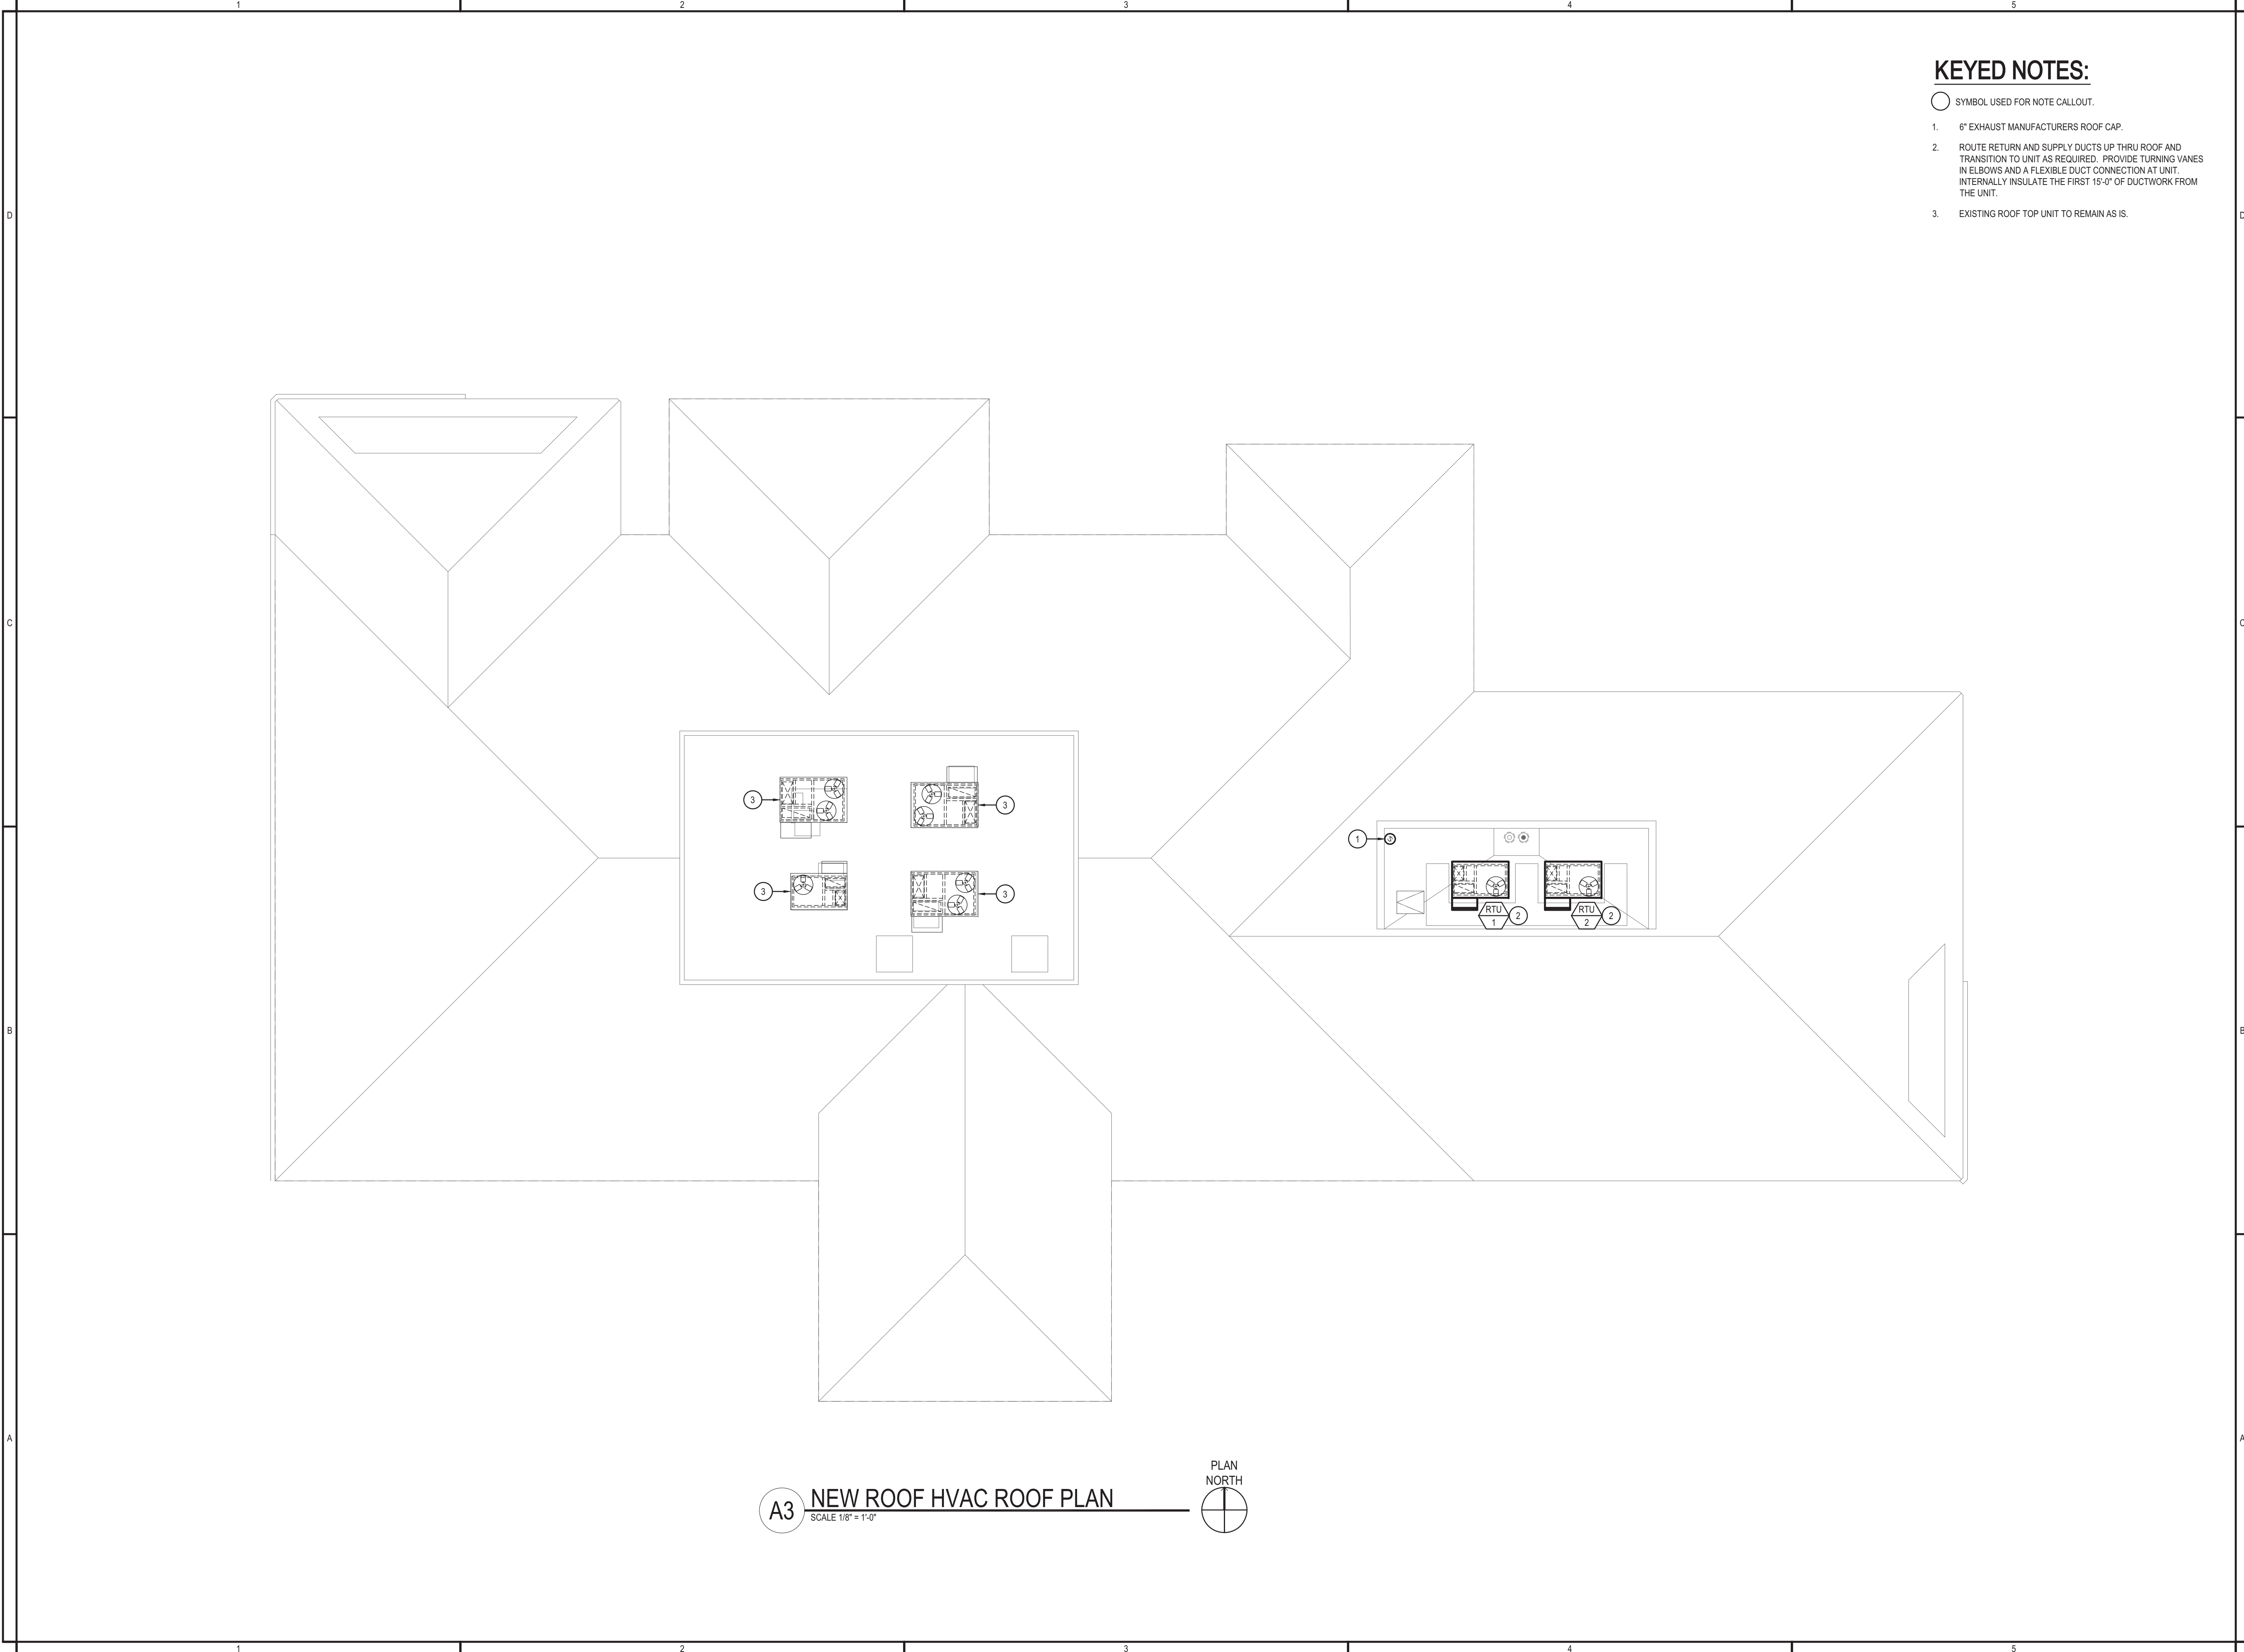 1 2 3 4 5
KEYED NOTES:
SYMBOL USED FOR NOTE CALLOUT.
1. 6" EXHAUST MANUFACTURERS ROOF CAP.
2. ROUTE RETURN AND SUPPLY DUCTS UP THRU ROOF AND
TRANSITION TO UNIT AS REQUIRED. PROVIDE TURNING VANES
IN ELBOWS AND A FLEXIBLE DUCT CONNECTION AT UNIT.
INTERNALLY INSULATE THE FIRST 15'-0" OF DUCTWORK FROM
THE UNIT.
3. EXISTING ROOF TOP UNIT TO REMAIN AS IS.
D D
C C
3 3
1
3 3
RTU
1
2
RTU
2
2
B B
A A
PLAN
NORTH
A3
NEW ROOF HVAC ROOF PLAN
SCALE 1/8" = 1'-0"
1 2 3 4 5